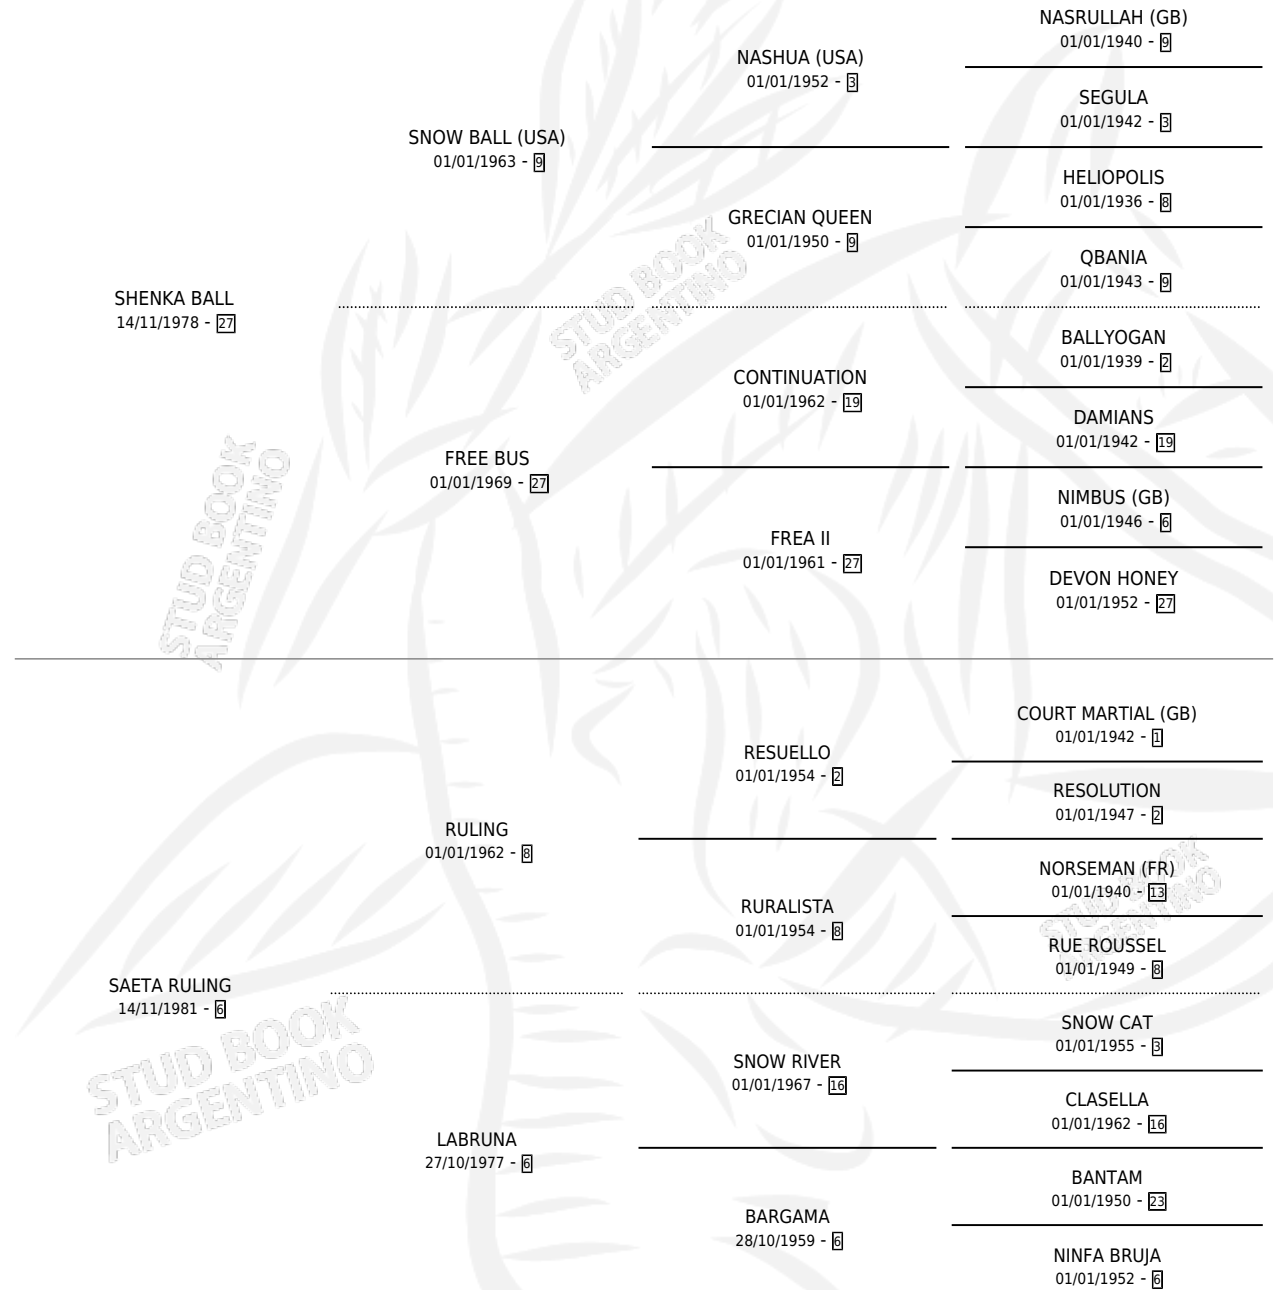 NASRULLAH (GB)
01/01/1940 - 9
NASHUA (USA)
01/01/1952 - 3
SEGULA
01/01/1942 - 3
SNOW BALL (USA)
01/01/1963 - 9
HELIOPOLIS
01/01/1936 - 8
GRECIAN QUEEN
01/01/1950 - 9
QBANIA
01/01/1943 - 9
SHENKA BALL
14/11/1978 - 27
STUD BOOK
ARGENTINO
BALLYOGAN
01/01/1939 - 2
CONTINUATION
01/01/1962 - 19
DAMIANS
01/01/1942 - 19
FREE BUS
01/01/1969 - 27
NIMBUS (GB)
01/01/1946 - 6
FREA II
01/01/1961 - 27
DEVON HONEY
01/01/1952 - 27
STUD BOOK
ARGENTINO
COURT MARTIAL (GB)
01/01/1942 - 1
RESUELLO
01/01/1954 - 2
RESOLUTION
01/01/1947 - 2
RULING
01/01/1962 - 8
NORSEMAN (FR)
01/01/1940 - 13
RURALISTA
01/01/1954 - 8
STUD BOOK
ARGENTINO
RUE ROUSSEL
01/01/1949 - 8
SAETA RULING
14/11/1981 - 6
STUD BOOK
ARGENTINO
SNOW CAT
01/01/1955 - 3
SNOW RIVER
01/01/1967 - 16
CLASELLA
01/01/1962 - 16
LABRUNA
27/10/1977 - 6
BANTAM
01/01/1950 - 23
BARGAMA
28/10/1959 - 6
NINFA BRUJA
01/01/1952 - 6